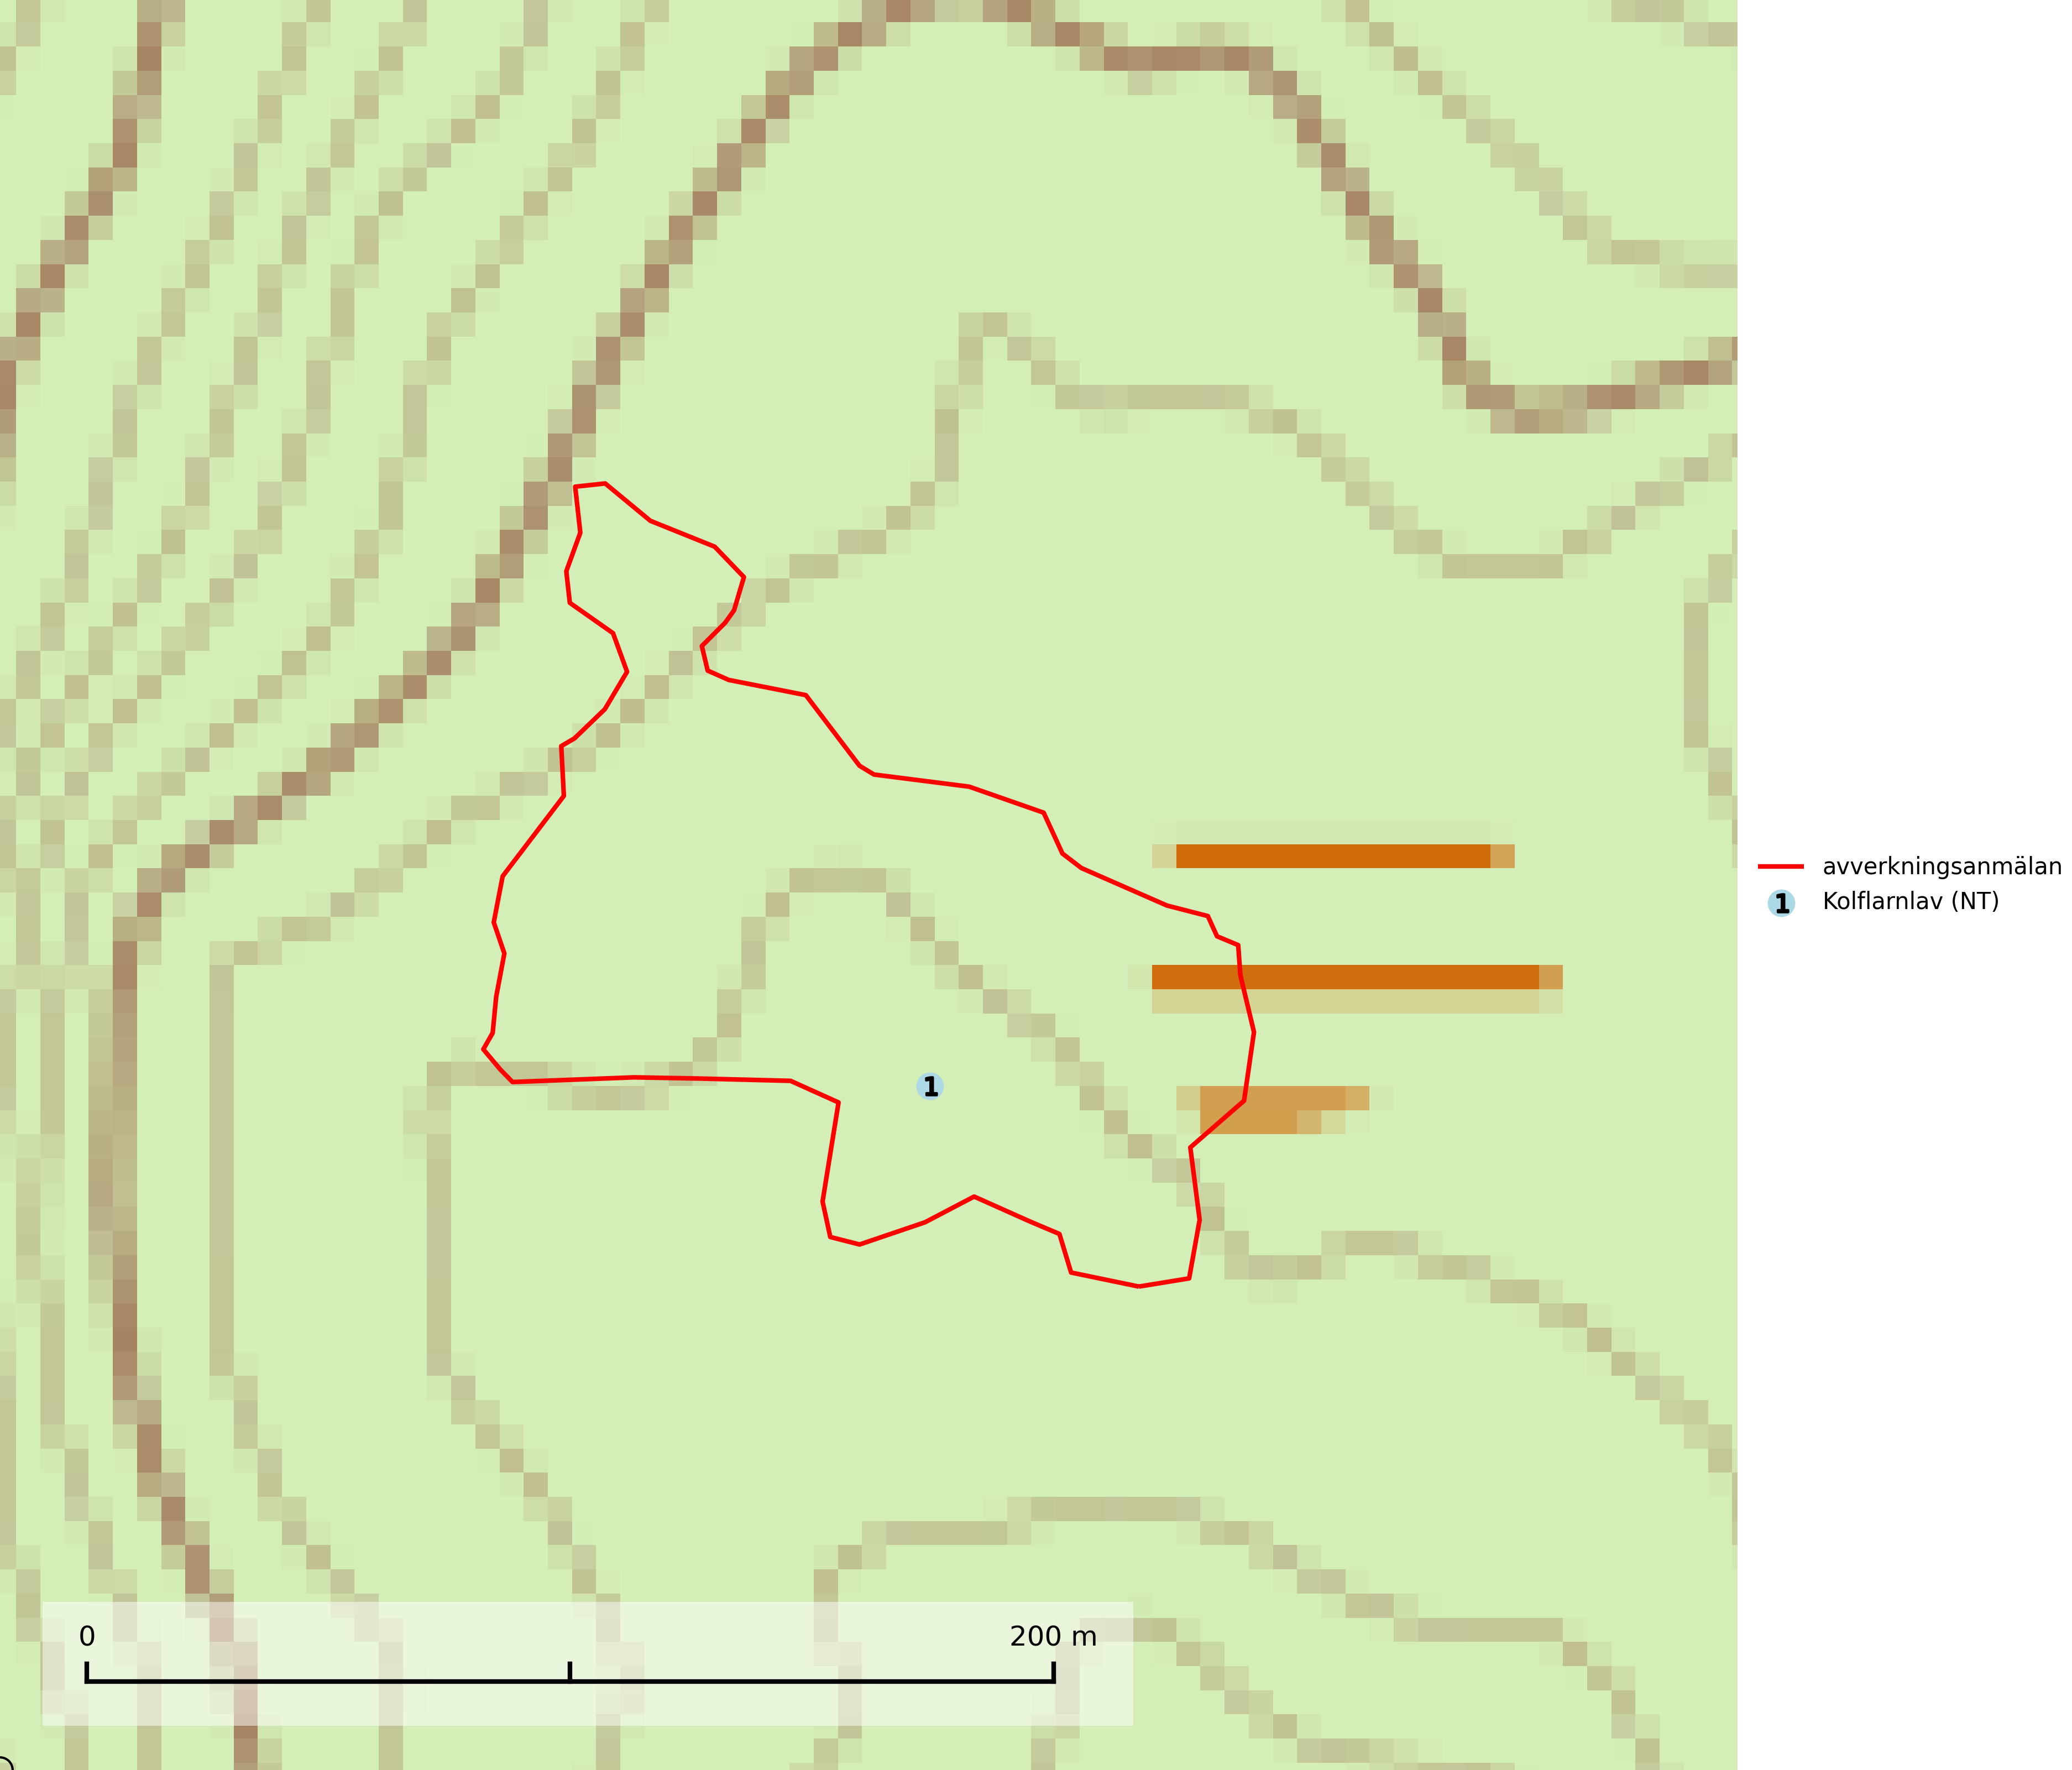 avverkningsanmälan
1 Kolflarnlav (NT)
1
0 200 m